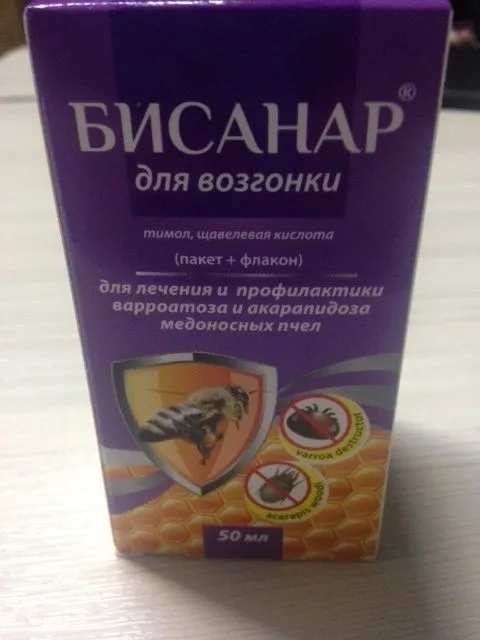 БИСАНАР®
для возгонки
тимол, щавелевая кислота
(пакет + флакон)
для лечения и профилактики
варроатоза и акарапидоза
медоносных пчел
varroa destructor
acarapis woodi
50 мл